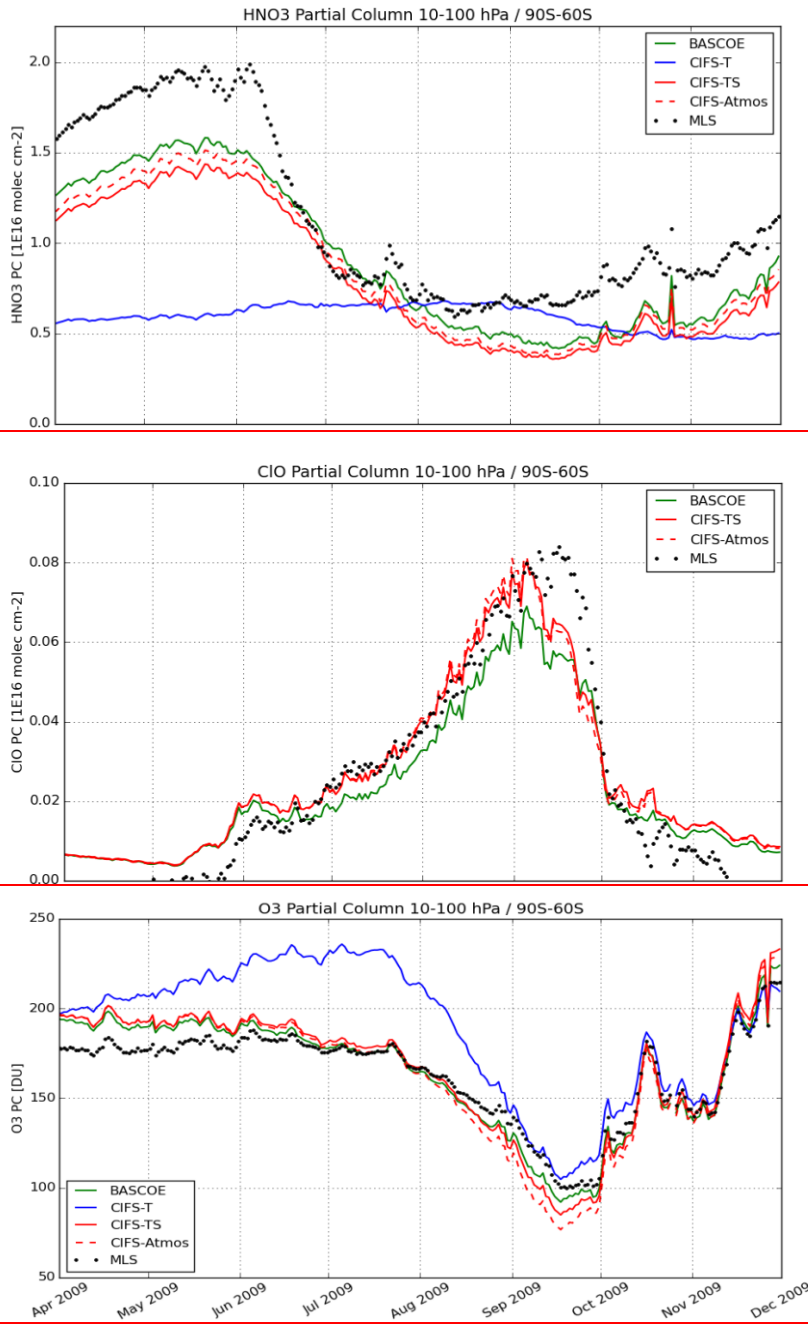 HNO3 Partial Column 10-100 hPa / 90S-60S
HNO3 PC [1E16 molec cm-2]
2.0
1.5
1.0
0.5
0.0
BASCOE
CIFS-T
CIFS-TS
CIFS-Atmos
MLS
ClO Partial Column 10-100 hPa / 90S-60S
ClO PC [1E16 molec cm-2]
0.10
0.08
0.06
0.04
0.02
0.00
BASCOE
CIFS-TS
CIFS-Atmos
MLS
O3 Partial Column 10-100 hPa / 90S-60S
O3 PC [DU]
250
200
150
100
50
BASCOE
CIFS-T
CIFS-TS
CIFS-Atmos
MLS
Apr 2009
May 2009
Jun 2009
Jul 2009
Aug 2009
Sep 2009
Oct 2009
Nov 2009
Dec 2009